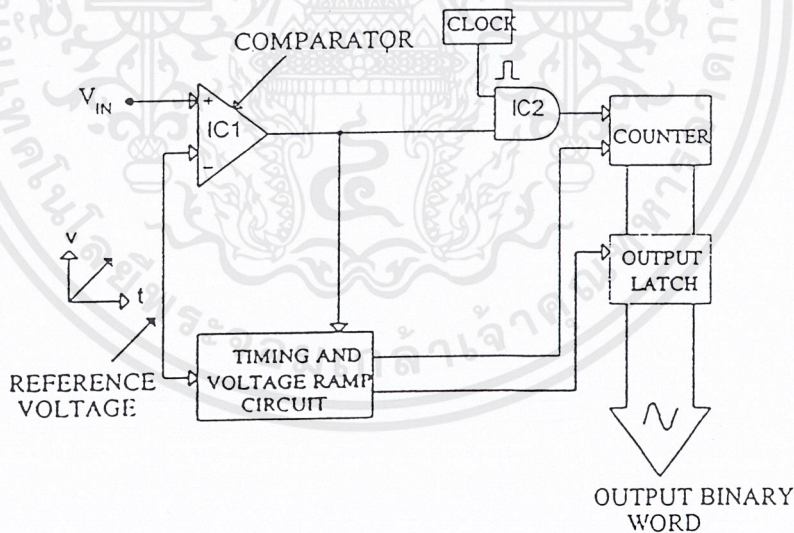 CLOCK
COMPARATOR
V_IN
+
IC1
-
IC2
COUNTER
v
t
OUTPUT
LATCH
REFERENCE
VOLTAGE
TIMING AND
VOLTAGE RAMP
CIRCUIT
OUTPUT BINARY
WORD